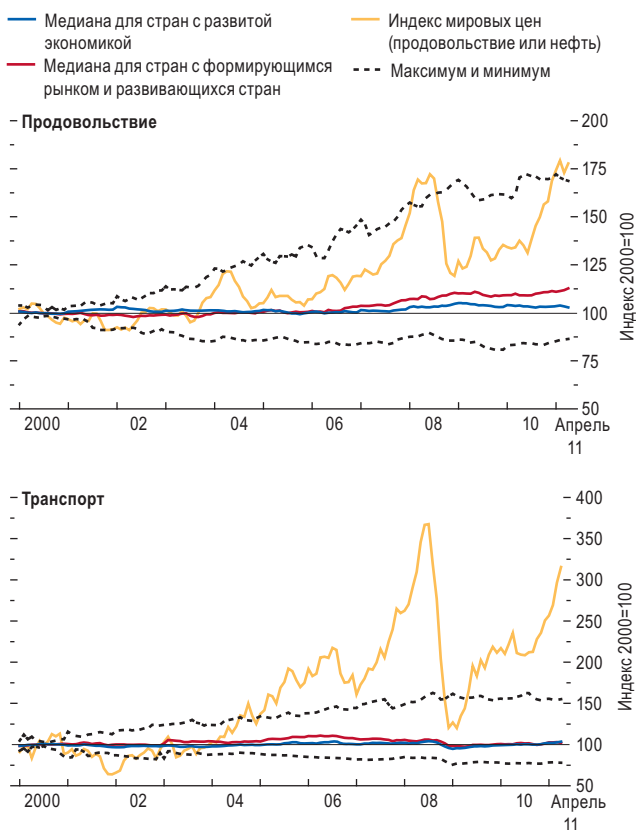 Медиана для стран с развитой
экономикой
Медиана для стран с формирующимся
рынком и развивающихся стран
Индекс мировых цен
(продовольствие или нефть)
Максимум и минимум
Продовольствие
200
175
150
125
100
75
50
Индекс 2000=100
2000 02 04 06 08 10 Апрель
11
Транспорт
400
350
300
250
200
150
100
50
Индекс 2000=100
2000 02 04 06 08 10 Апрель
11